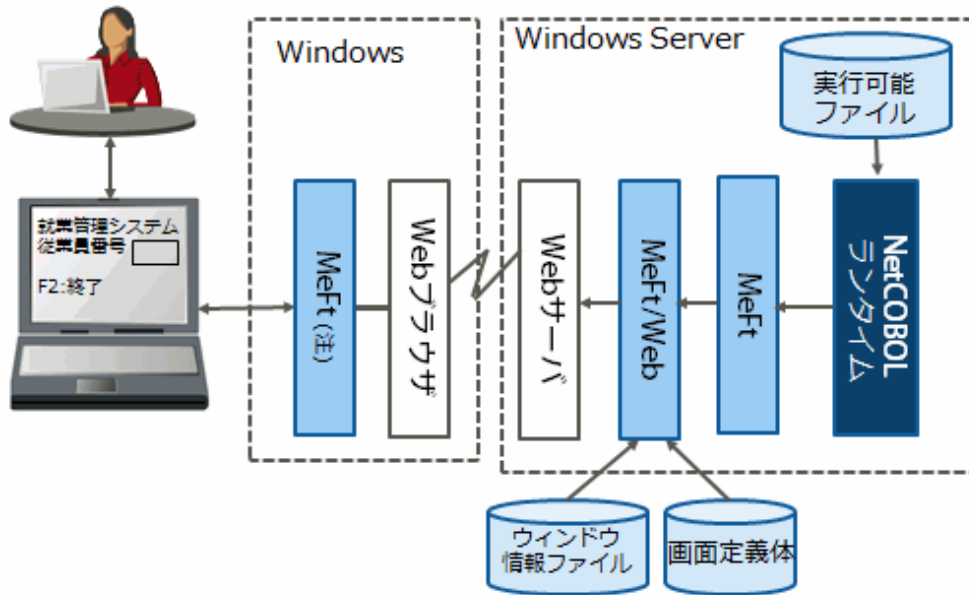 Windows
Windows Server
実行可能
ファイル
就業管理システム
従業員番号
F2:終了
MeFt (注)
Webブラウザ
Webサーバ
MeFt/Web
MeFt
NetCOBOL
ランタイム
ウィンドウ
情報ファイル
画面定義体